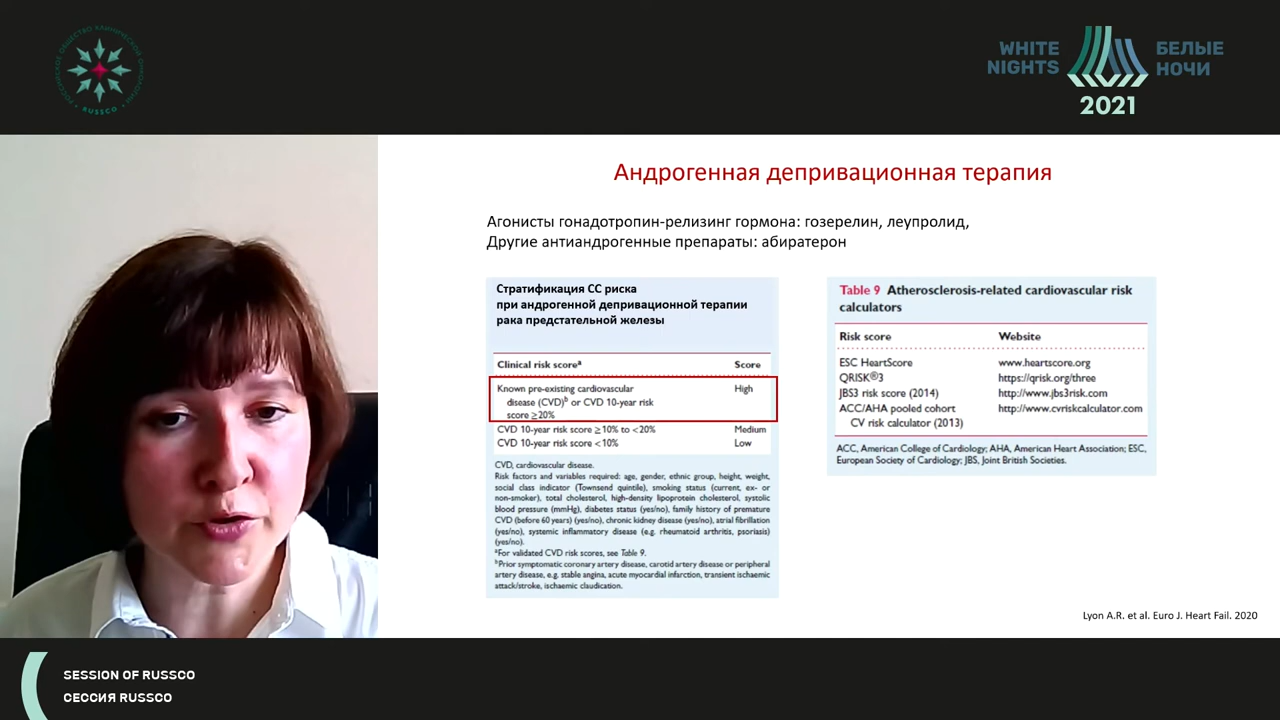 РОССИЙСКОЕ ОБЩЕСТВО КЛИНИЧЕСКОЙ ОНКОЛОГИИ
RUSSCO
WHITE
NIGHTS
БЕЛЫЕ
НОЧИ
2021
Андрогенная депривационная терапия
Агонисты гонадотропин-релизинг гормона: гозерелин, леупролид,
Другие антиандрогенные препараты: абиратерон
Стратификация СС риска
при андрогенной депривационной терапии
рака предстательной железы
Clinical risk scoreª Score
Known pre-existing cardiovascular High
disease (CVD)ᵇ or CVD 10-year risk
score ≥20%
CVD 10-year risk score ≥10% to <20% Medium
CVD 10-year risk score <10% Low
CVD, cardiovascular disease.
Risk factors and variables required: age, gender, ethnic group, height, weight,
social class indicator (Townsend quintile), smoking status (current, ex- or
non-smoker), total cholesterol, high-density lipoprotein cholesterol, systolic
blood pressure (mmHg), diabetes status (yes/no), family history of premature
CVD (before 60 years) (yes/no), chronic kidney disease (yes/no), atrial fibrillation
(yes/no), systemic inflammatory disease (e.g. rheumatoid arthritis, psoriasis)
(yes/no).
ªFor validated CVD risk scores, see Table 9.
ᵇPrior symptomatic coronary artery disease, carotid artery disease or peripheral
artery disease, e.g. stable angina, acute myocardial infarction, transient ischaemic
attack/stroke, ischaemic claudication.
Table 9 Atherosclerosis-related cardiovascular risk
calculators
Risk score Website
ESC HeartScore www.heartscore.org
QRISK®3 https://qrisk.org/three
JBS3 risk score (2014) http://www.jbs3risk.com
ACC/AHA pooled cohort http://www.cvriskcalculator.com
CV risk calculator (2013)
ACC, American College of Cardiology; AHA, American Heart Association; ESC,
European Society of Cardiology; JBS, Joint British Societies.
Lyon A.R. et al. Euro J. Heart Fail. 2020
SESSION OF RUSSCO
СЕССИЯ RUSSCO